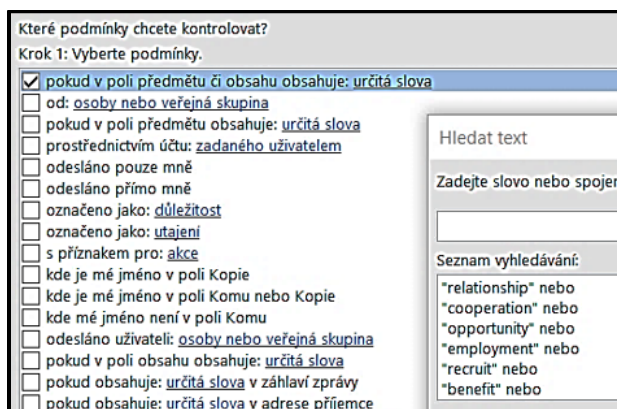 Které podmínky chcete kontrolovat?
Krok 1: Vyberte podmínky.
pokud v poli předmětu či obsahu obsahuje: určitá slova
od: osoby nebo veřejná skupina
pokud v poli předmětu obsahuje: určitá slova
prostřednictvím účtu: zadaného uživatelem
odesláno pouze mně
odesláno přímo mně
označeno jako: důležitost
označeno jako: utajení
s příznakem pro: akce
kde je mé jméno v poli Kopie
kde je mé jméno v poli Komu nebo Kopie
kde mé jméno není v poli Komu
odesláno uživateli: osoby nebo veřejná skupina
pokud v poli obsahu obsahuje: určitá slova
pokud obsahuje: určitá slova v záhlaví zprávy
pokud obsahuje: určitá slova v adrese příjemce
Hledat text
Zadejte slovo nebo
Seznam vyhledávání:
"relationship" nebo
"cooperation" nebo
"opportunity" nebo
"employment" nebo
"recruit" nebo
"benefit" nebo